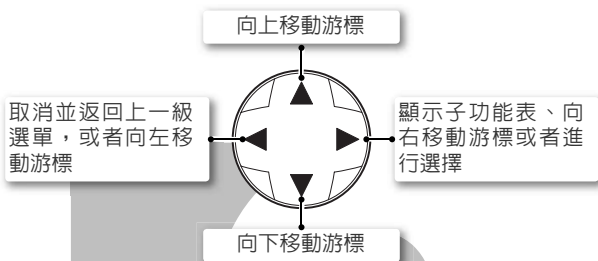 向上移動游標
取消並返回上一級
選單，或者向左移
動游標
顯示子功能表、向
右移動游標或者進
行選擇
向下移動游標